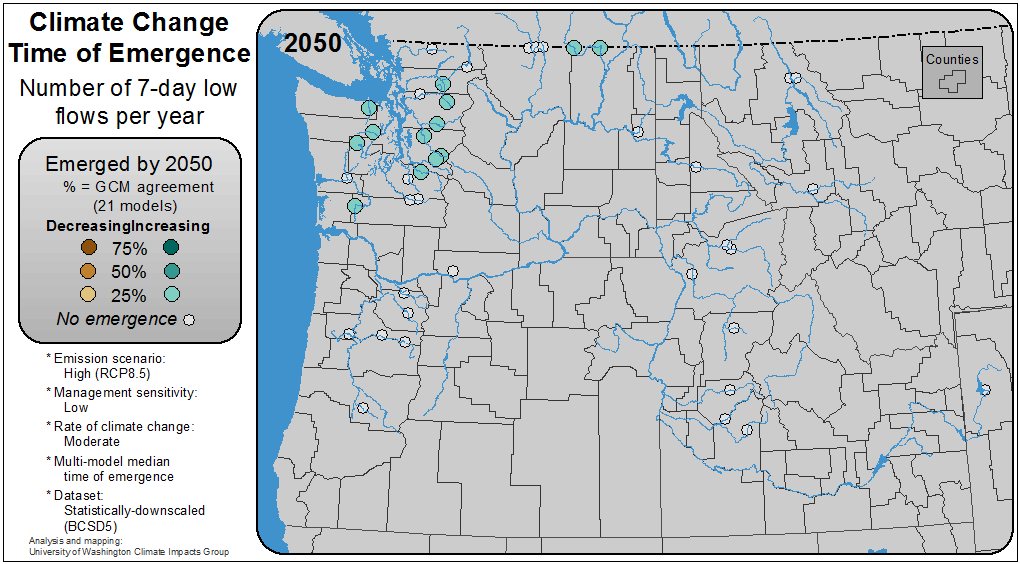 Climate Change
Time of Emergence
Number of 7-day low
flows per year
Emerged by 2050
% = GCM agreement
(21 models)
DecreasingIncreasing
75%
50%
25%
No emergence
* Emission scenario:
High (RCP8.5)
* Management sensitivity:
Low
* Rate of climate change:
Moderate
* Multi-model median
time of emergence
* Dataset:
Statistically-downscaled
(BCSD5)
Analysis and mapping:
University of Washington Climate Impacts Group
2050
Counties